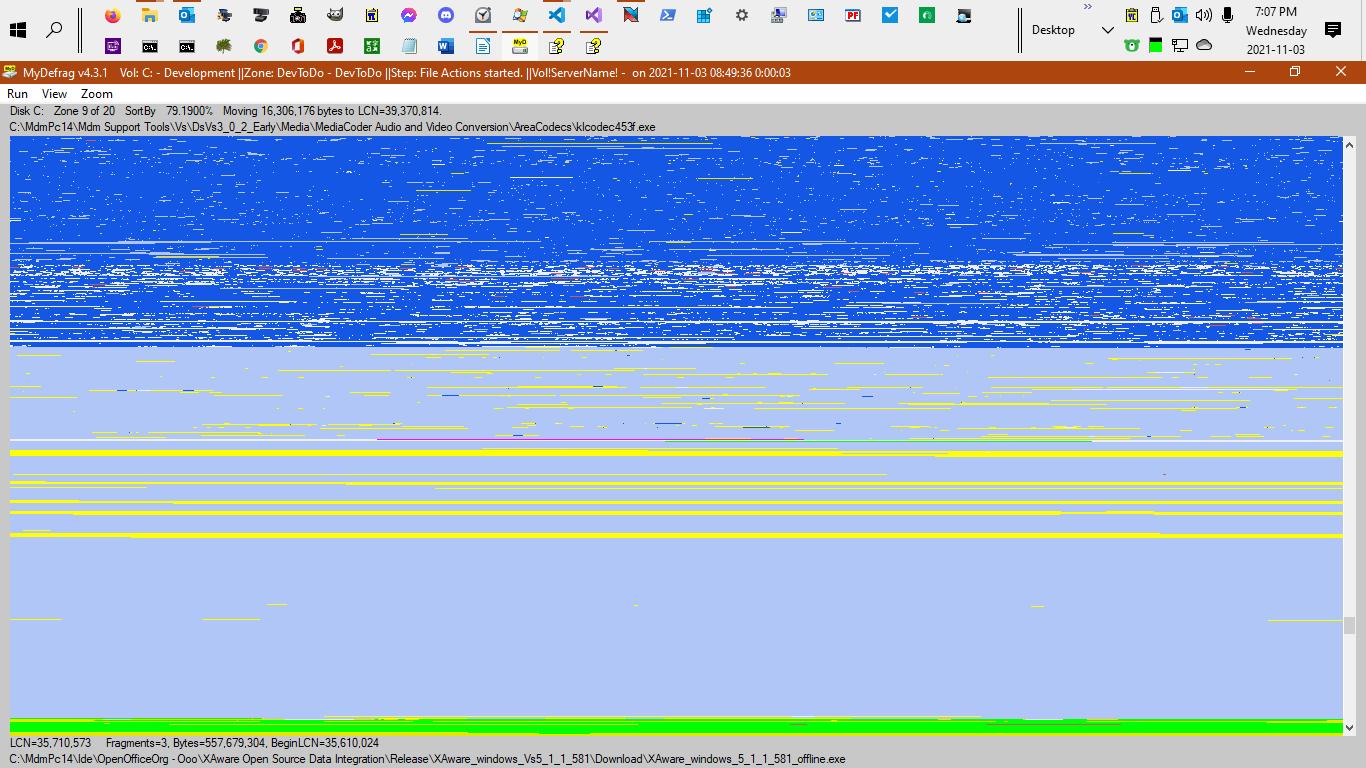 7:07 PM
Desktop
Wednesday
2021-11-03
MyDefrag v4.3.1 Vol: C: - Development ||Zone: DevToDo - DevToDo ||Step: File Actions started. ||Vol!ServerName! - on 2021-11-03 08:49:36 0:00:03
Run View Zoom
Disk C: Zone 9 of 20 SortBy 79.1900% Moving 16,306,176 bytes to LCN=39,370,814.
C:\MdmPc14\Mdm Support Tools\Vs\DsVs3_0_2_Early\Media\MediaCoder Audio and Video Conversion\AreaCodecs\klcodec453f.exe
LCN=35,710,573 Fragments=3, Bytes=557,679,304, BeginLCN=35,610,024
C:\MdmPc14\Ide\OpenOfficeOrg - Ooo\XAware Open Source Data Integration\Release\XAware_windows_Vs5_1_1_581\Download\XAware_windows_5_1_1_581_offline.exe